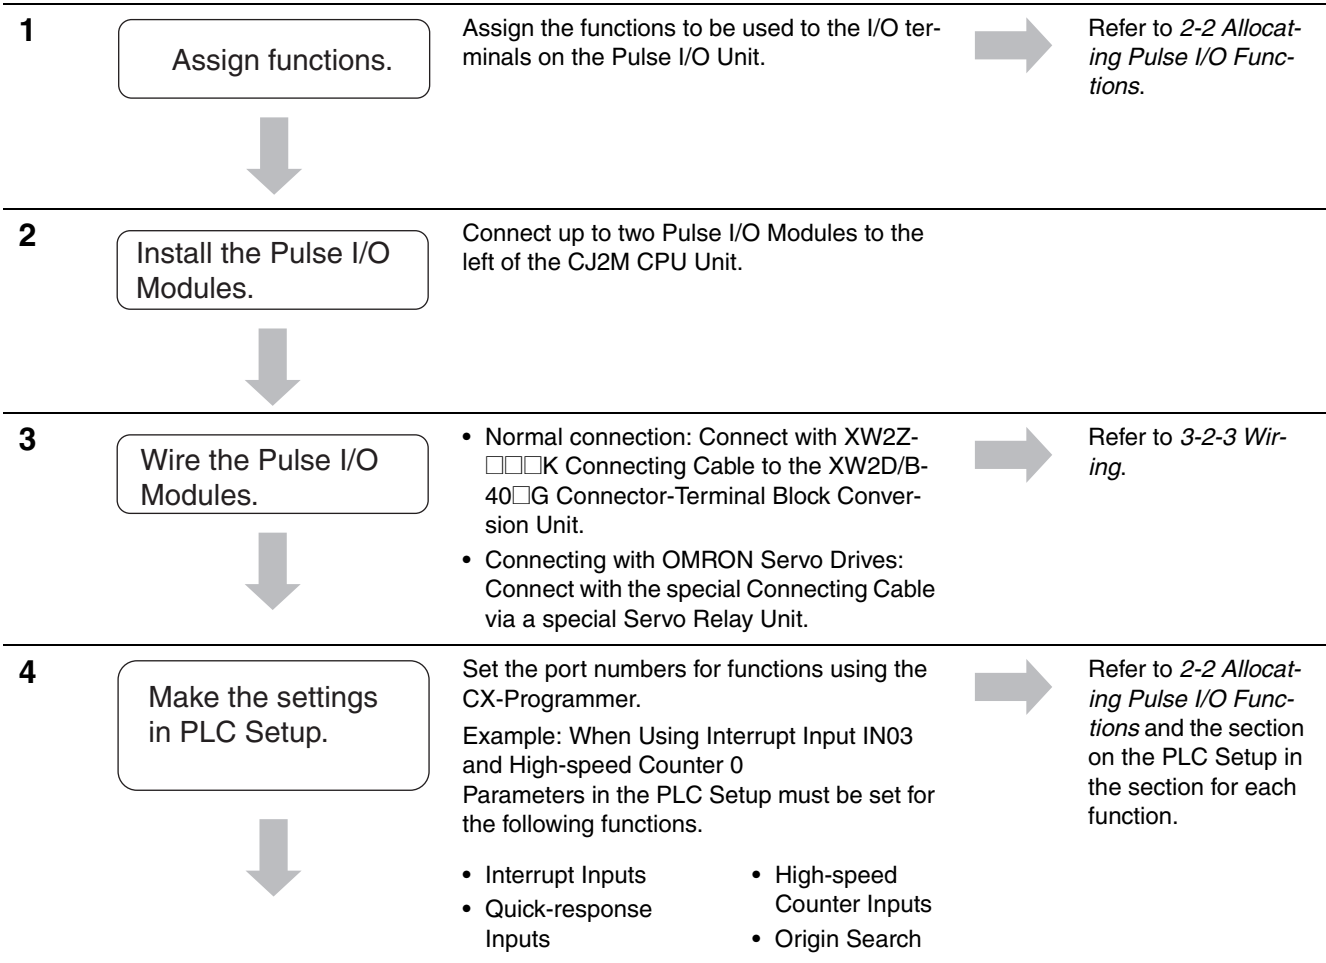 1
Assign functions.
Assign the functions to be used to the I/O ter-
minals on the Pulse I/O Unit.
Refer to 2-2 Allocat-
ing Pulse I/O Func-
tions.
2
Install the Pulse I/O
Modules.
Connect up to two Pulse I/O Modules to the
left of the CJ2M CPU Unit.
3
Wire the Pulse I/O
Modules.
• Normal connection: Connect with XW2Z-
□□□K Connecting Cable to the XW2D/B-
40□G Connector-Terminal Block Conver-
sion Unit.
• Connecting with OMRON Servo Drives:
Connect with the special Connecting Cable
via a special Servo Relay Unit.
Refer to 3-2-3 Wir-
ing.
4
Make the settings
in PLC Setup.
Set the port numbers for functions using the
CX-Programmer.
Example: When Using Interrupt Input IN03
and High-speed Counter 0
Parameters in the PLC Setup must be set for
the following functions.
• Interrupt Inputs
• Quick-response
Inputs
• High-speed
Counter Inputs
• Origin Search
Refer to 2-2 Allocat-
ing Pulse I/O Func-
tions and the section
on the PLC Setup in
the section for each
function.